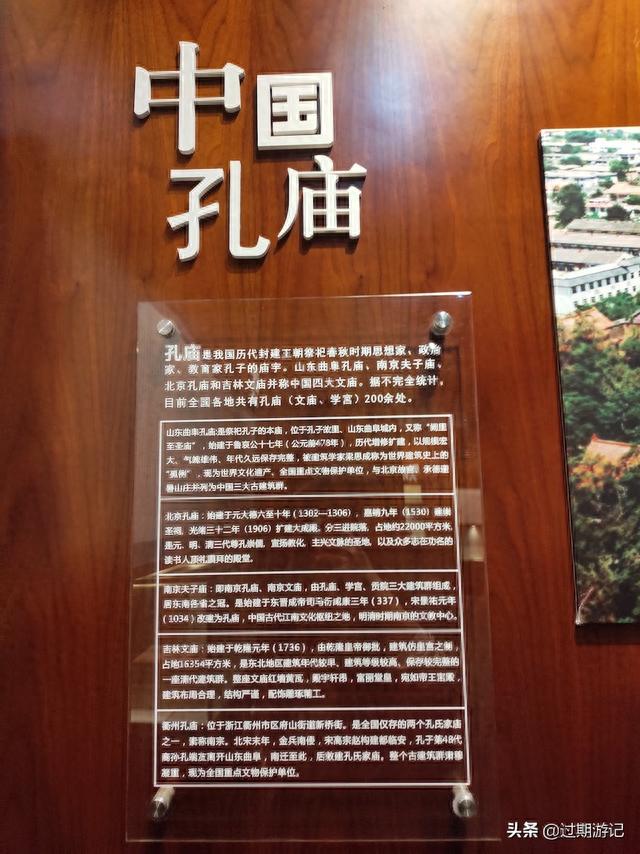 中国
孔庙
孔庙是我国历代封建王朝祭祀春秋时期思想家、政治
家、教育家孔子的庙宇。山东曲阜孔庙、南京夫子庙、
北京孔庙和吉林文庙并称中国四大文庙。据不完全统计，
目前全国各地共有孔庙（文庙、学宫）200余处。
山东曲阜孔庙:是祭祀孔子的本庙，位于孔子故里、山东曲阜城内，又称“阙里
至圣庙”，始建于鲁哀公十七年（公元前478年），历代增修扩建，以规模宏
大、气魄雄伟、年代久远保存完整，被建筑学家梁思成称为世界建筑史上的
“孤例”，现为世界文化遗产、全国重点文物保护单位，与北京故宫、承德避
暑山庄并列为中国三大古建筑群。
北京孔庙：始建于元大德六至十年（1302—1306），嘉靖九年（1530）建崇
圣祠，光绪三十二年（1906）扩建大成殿。分三进院落，占地约22000平方米，
是元、明、清三代尊孔崇儒，宣扬教化，主兴文脉的圣地，以及众多志在功名的
读书人顶礼膜拜的殿堂。
南京夫子庙：即南京孔庙、南京文庙，由孔庙、学宫、贡院三大建筑群组成，
居东南各省之冠。是始建于东晋成帝司马衍咸康三年（337），宋景祐元年
（1034）改建为孔庙，中国古代江南文化枢纽之地，明清时期南京的文教中心。
吉林文庙：始建于乾隆元年（1736），由乾隆皇帝御批，建筑仿皇宫之制，
占地16354平方米，是东北地区建筑年代较早、建筑等级较高、保存较完整的
一座清代建筑群。整座文庙红墙黄瓦，殿宇轩昂，富丽堂皇，宛如帝王宝殿，
建筑布局合理，结构严谨，配饰雕琢精工。
衢州孔庙：位于浙江衢州市区府山街道新桥街。是全国仅存的两个孔氏家庙
之一，素称南宗。北宋末年，金兵南侵，宋高宗赵构建都临安，孔子第48代
裔孙孔端友离开山东曲阜，南迁至此，后敕建孔氏家庙。整个古建筑群肃穆
凝重，现为全国重点文物保护单位。
头条 @过期游记